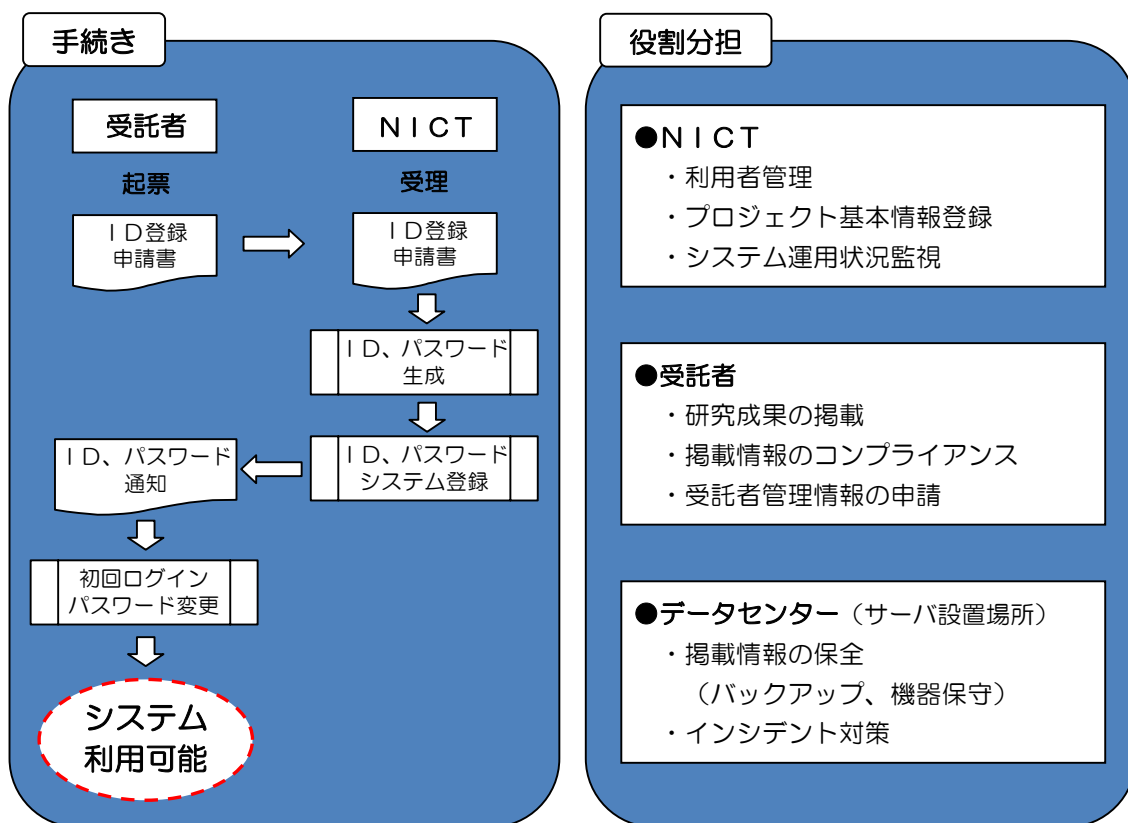 手続き
受託者
ＮＩＣＴ
起票
受理
ＩＤ登録
申請書
ＩＤ登録
申請書
ＩＤ、パスワード
生成
ＩＤ、パスワード
システム登録
ＩＤ、パスワード
通知
初回ログイン
パスワード変更
システム
利用可能
役割分担
●ＮＩＣＴ
・利用者管理
・プロジェクト基本情報登録
・システム運用状況監視
●受託者
・研究成果の掲載
・掲載情報のコンプライアンス
・受託者管理情報の申請
●データセンター（サーバ設置場所）
・掲載情報の保全
（バックアップ、機器保守）
・インシデント対策